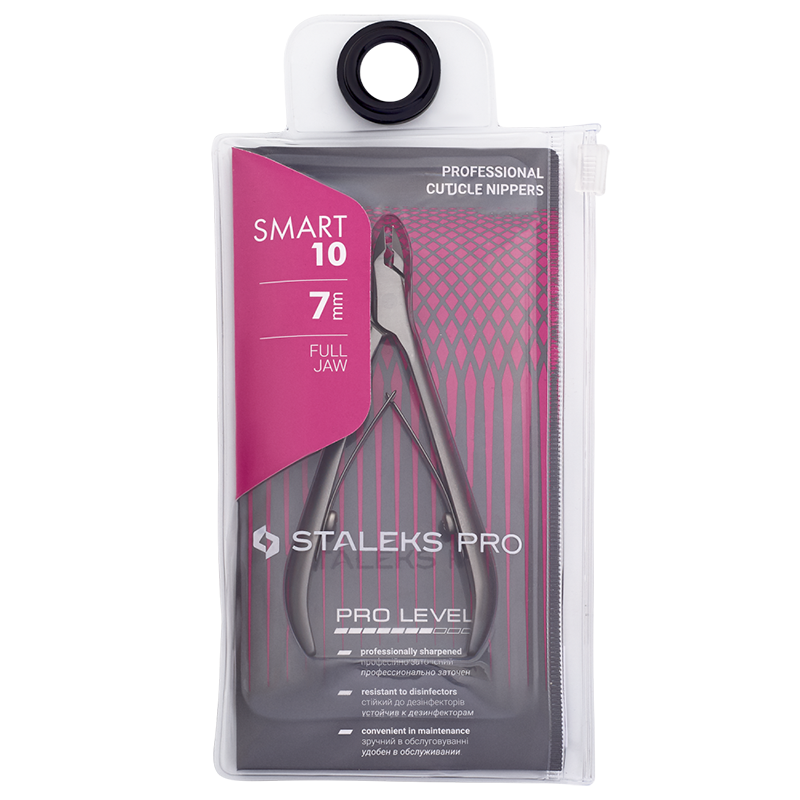 PROFESSIONAL
CUTICLE NIPPERS
SMART
10
7 mm
FULL
JAW
STALEKS PRO
PRO LEVEL
professionally sharpened
професійно заточений
профессионально заточен
resistant to disinfectors
стійкий до дезінфекторів
устойчив к дезинфекторам
convenient in maintenance
зручний в обслуговуванні
удобен в обслуживании